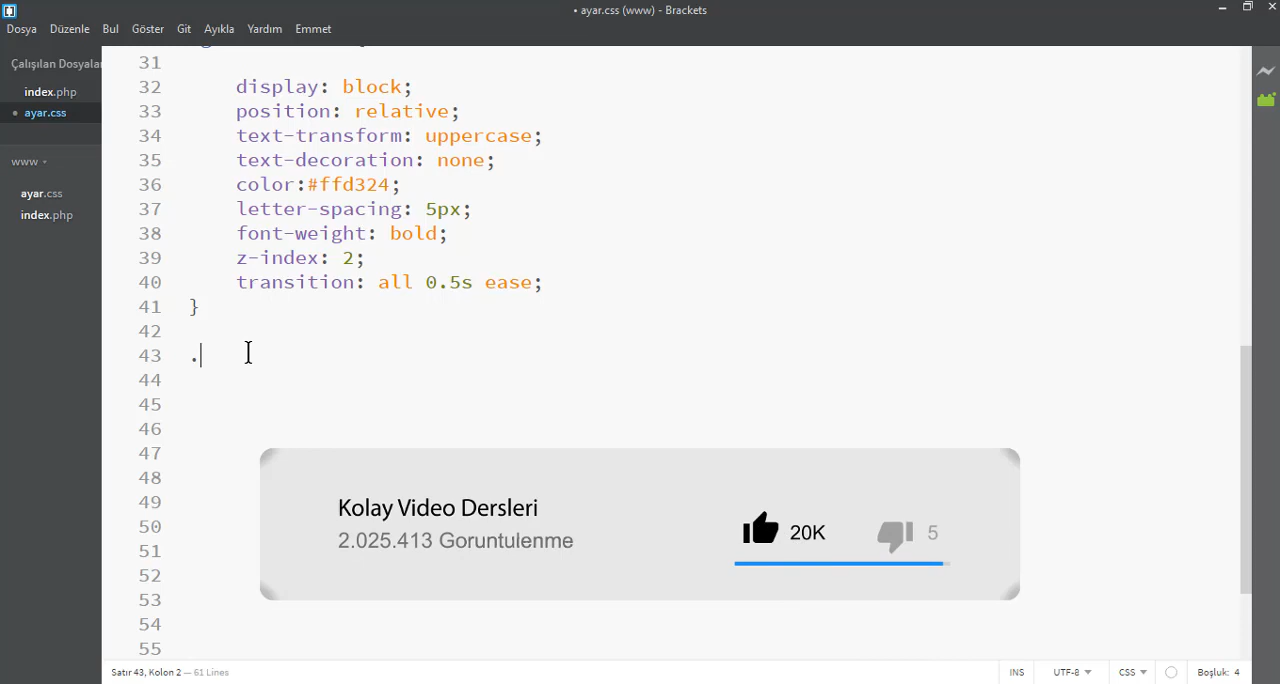 • ayar.css (www) - Brackets
Dosya Düzenle Bul Göster Git Ayıkla Yardım Emmet
Çalışılan Dosyalar
index.php
• ayar.css
www
ayar.css
index.php
31
32 display: block;
33 position: relative;
34 text-transform: uppercase;
35 text-decoration: none;
36 color:#ffd324;
37 letter-spacing: 5px;
38 font-weight: bold;
39 z-index: 2;
40 transition: all 0.5s ease;
41 }
42
43 .
44
45
46
47
48
49
50
51
52
53
54
55
Kolay Video Dersleri
2.025.413 Goruntulenme
20K 5
Satır 43, Kolon 2 — 61 Lines INS UTF-8 CSS Boşluk: 4